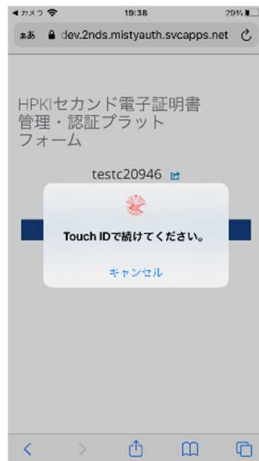 カメラ 19:38 29%
ああ dev.2nds.mistyauth.svcapps.net
HPKIセカンド電子証明書
管理・認証プラット
フォーム
testc20946
Touch IDで続けてください。
キャンセル